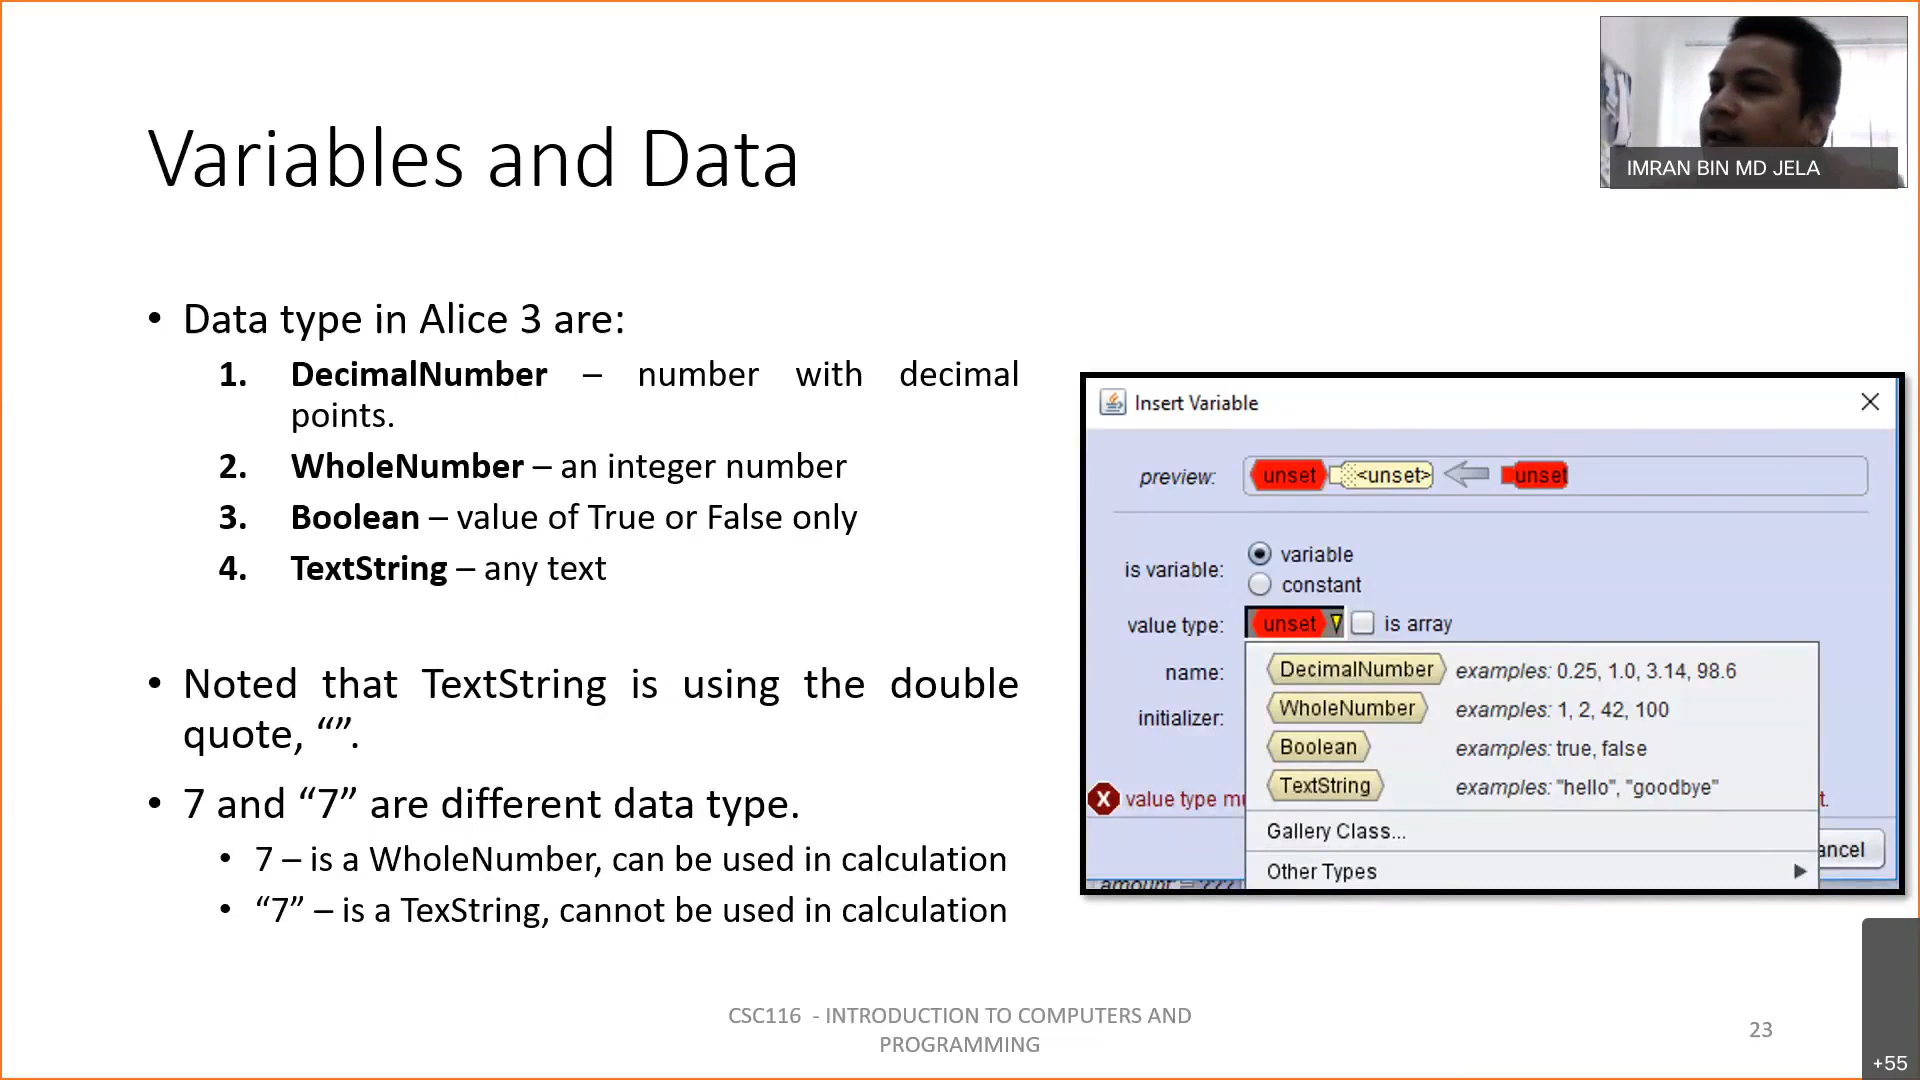 Variables and Data
IMRAN BIN MD JELA
• Data type in Alice 3 are:
1. DecimalNumber – number with decimal
points.
2. WholeNumber – an integer number
3. Boolean – value of True or False only
4. TextString – any text
• Noted that TextString is using the double
quote, “”.
• 7 and “7” are different data type.
• 7 – is a WholeNumber, can be used in calculation
• “7” – is a TexString, cannot be used in calculation
Insert Variable
preview: unset <unset> unset
is variable: variable
constant
value type: unset is array
name:
initializer:
DecimalNumber examples: 0.25, 1.0, 3.14, 98.6
WholeNumber examples: 1, 2, 42, 100
Boolean examples: true, false
TextString examples: "hello", "goodbye"
value type
Gallery Class...
Other Types
CSC116 - INTRODUCTION TO COMPUTERS AND
PROGRAMMING
23
+55